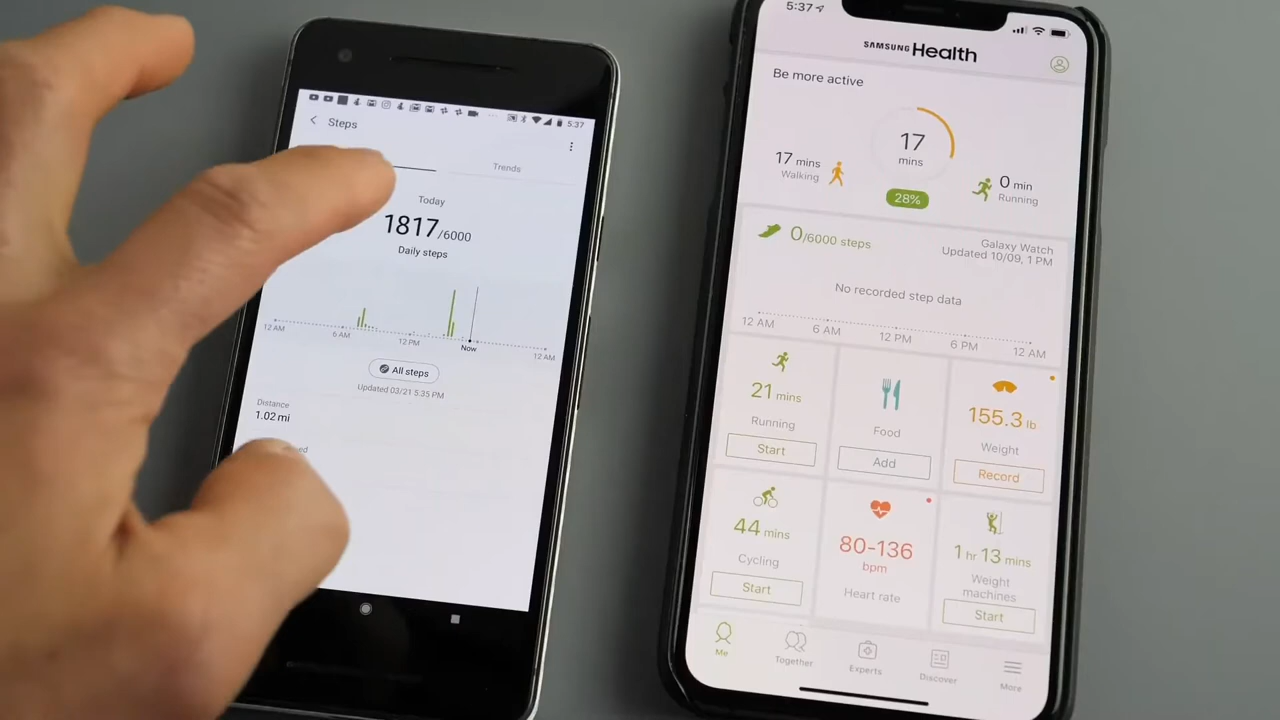 5:37
Steps
Trends
Today
1817/6000
Daily steps
12 AM
6 AM
12 PM
Now
12 AM
All steps
Updated 03/21 5:35 PM
Distance
1.02 mi
5:37
SAMSUNG Health
Be more active
17
mins
17 mins
Walking
0 min
Running
28%
0/6000 steps
Galaxy Watch
Updated 10/09, 1 PM
No recorded step data
12 AM
6 AM
12 PM
6 PM
12 AM
21 mins
Running
Start
Food
Add
155.3 lb
Weight
Record
44 mins
Cycling
Start
80-136
bpm
Heart rate
1 hr 13 mins
Weight
machines
Start
Me
Together
Experts
Discover
More